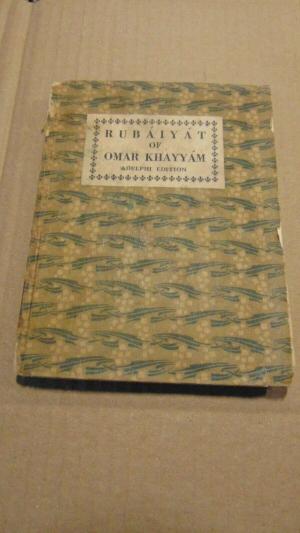 RUBÁIYÁT
OF
OMAR KHAYYÁM
ADELPHI EDITION